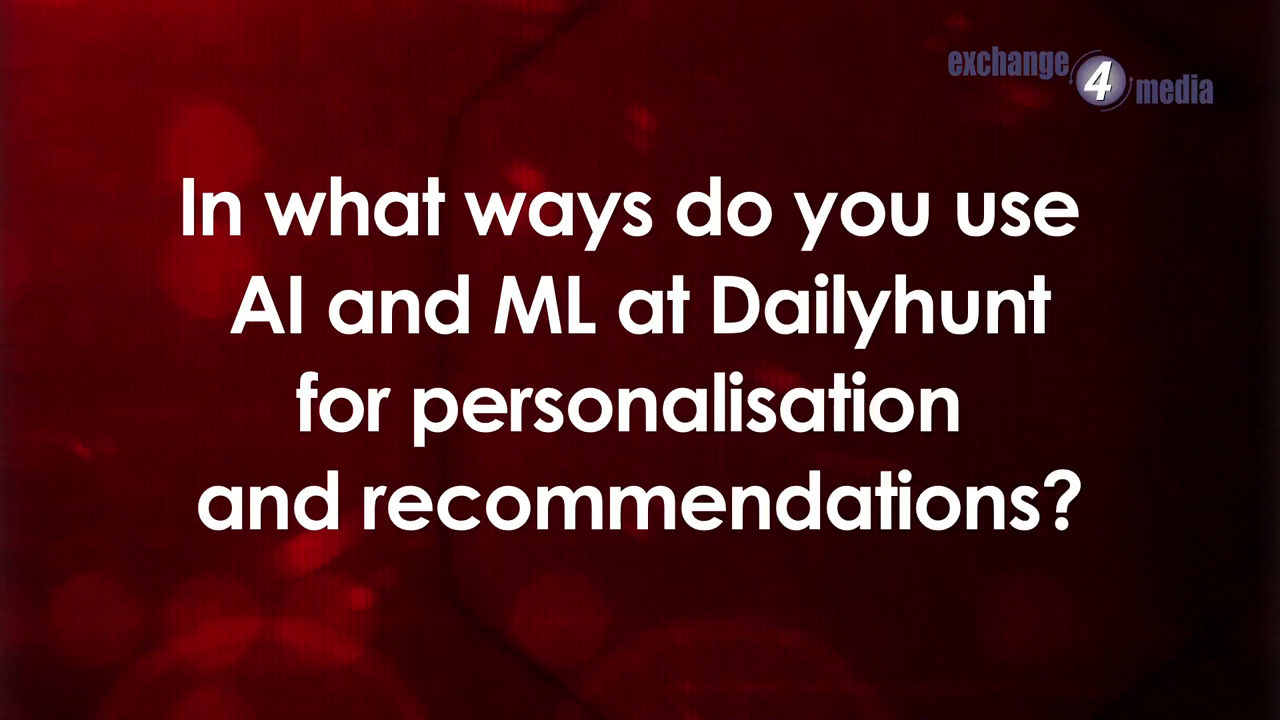 exchange 4 media
In what ways do you use
AI and ML at Dailyhunt
for personalisation
and recommendations?